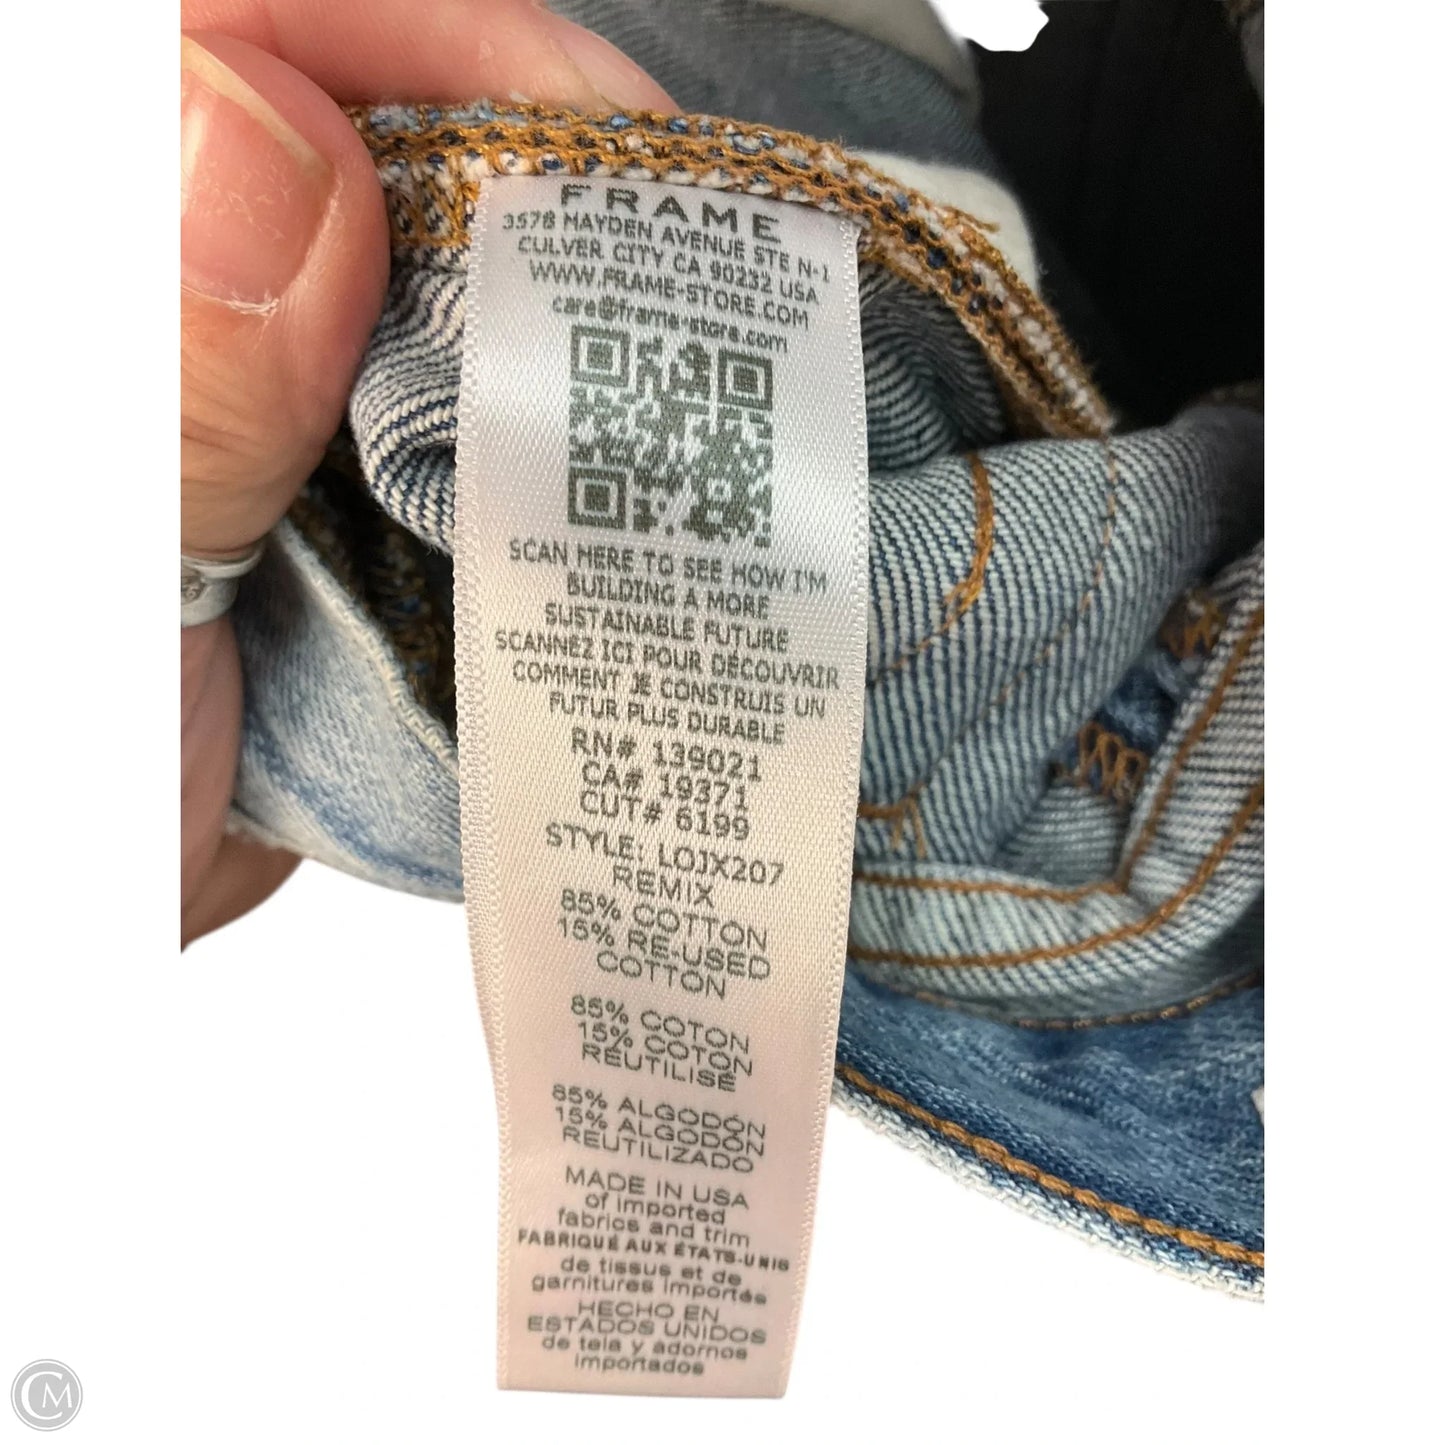 FRAME
3578 HAYDEN AVENUE STE N-1
CULVER CITY CA 90232 USA
WWW.FRAME-STORE.COM
care@frame-store.com
SCAN HERE TO SEE HOW I'M
BUILDING A MORE
SUSTAINABLE FUTURE
SCANNEZ ICI POUR DÉCOUVRIR
COMMENT JE CONSTRUIS UN
FUTUR PLUS DURABLE
RN# 139021
CA# 19371
CUT# 6199
STYLE: LOJX207
REMIX
85% COTTON
15% RE-USED
COTTON
85% COTON
15% COTON
RÉUTILISÉ
85% ALGODÓN
15% ALGODÓN
REUTILIZADO
MADE IN USA
of imported
fabrics and trim
FABRIQUÉ AUX ÉTATS-UNIS
de tissus et de
garnitures importés
HECHO EN
ESTADOS UNIDOS
de tela y adornos
importados
CM